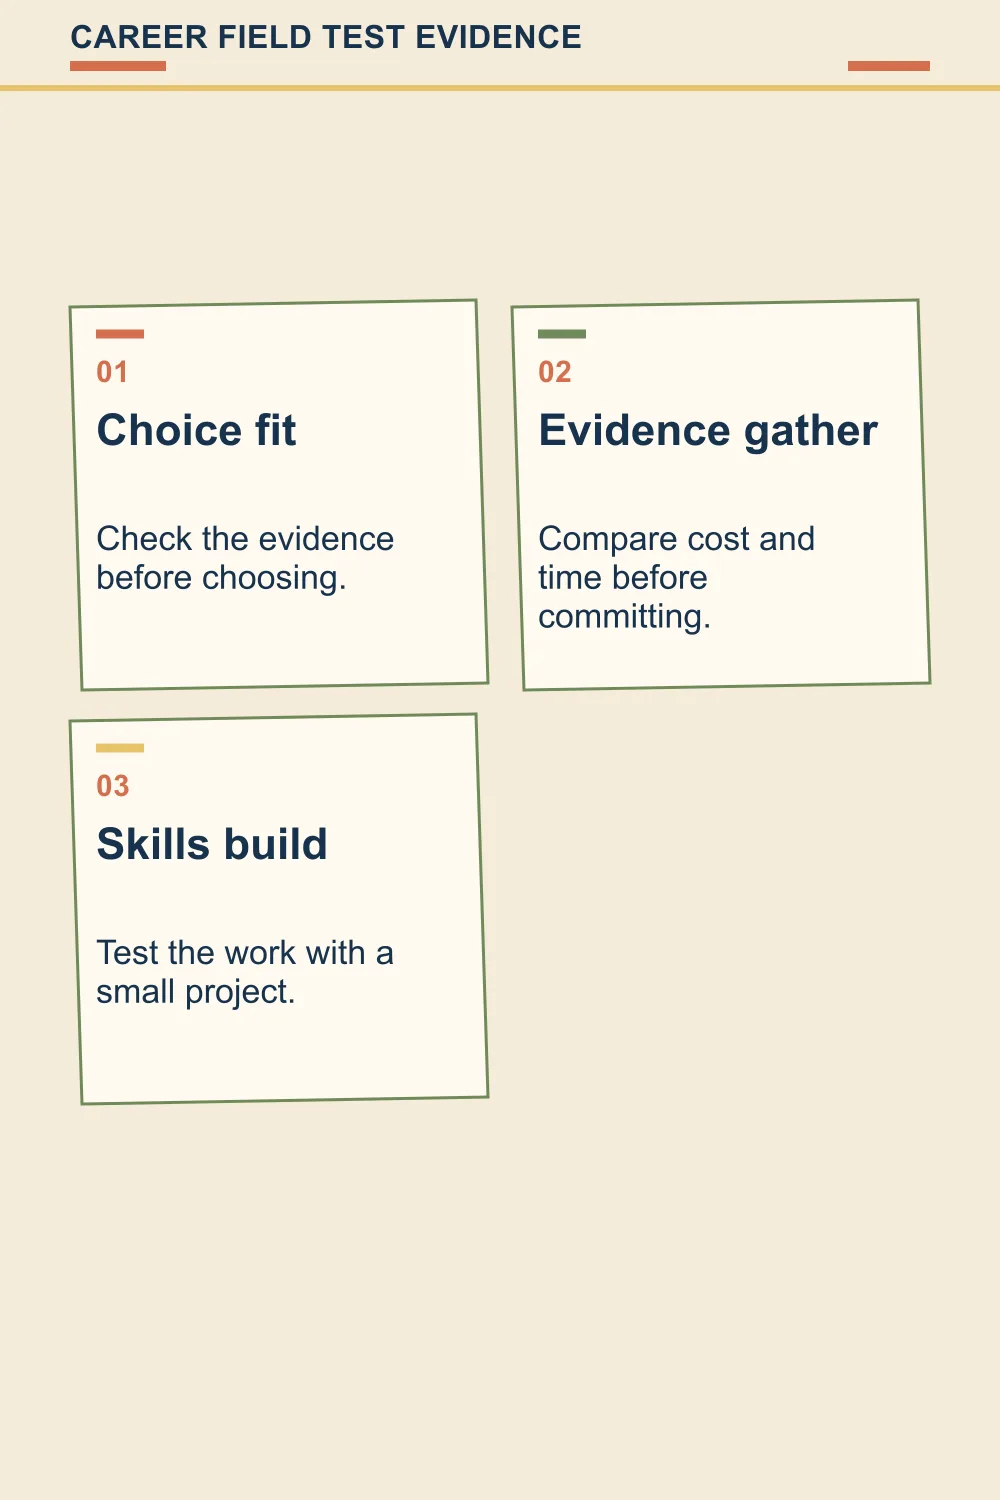 CAREER FIELD TEST EVIDENCE
01
Choice fit
Check the evidence
before choosing.
02
Evidence gather
Compare cost and
time before
committing.
03
Skills build
Test the work with a
small project.